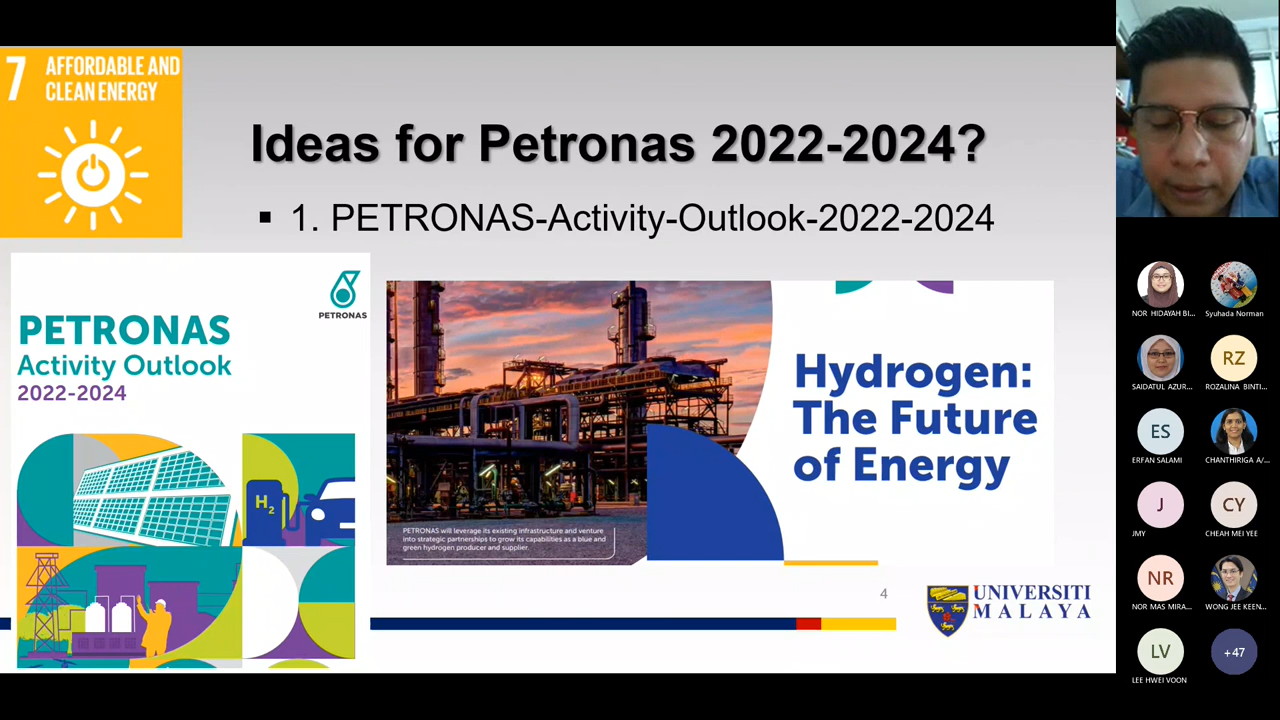 7 AFFORDABLE AND
CLEAN ENERGY
Ideas for Petronas 2022-2024?
▪ 1. PETRONAS-Activity-Outlook-2022-2024
PETRONAS
PETRONAS
Activity Outlook
2022-2024
H2
Hydrogen:
The Future
of Energy
PETRONAS will leverage its existing infrastructure and venture
into strategic partnerships to grow its capabilities as a blue and
green hydrogen producer and supplier.
4
UNIVERSITI
MALAYA
NOR HIDAYAH BI...
Syuhada Norman
SAIDATUL AZUR...
RZ
ROZALINA BINTI...
ES
ERFAN SALAMI
CHANTHIRIGA A/...
J
JMY
CY
CHEAH MEI YEE
NR
NOR MAS MIRA...
WONG JEE KEEN...
LV
LEE HWEI VOON
+47